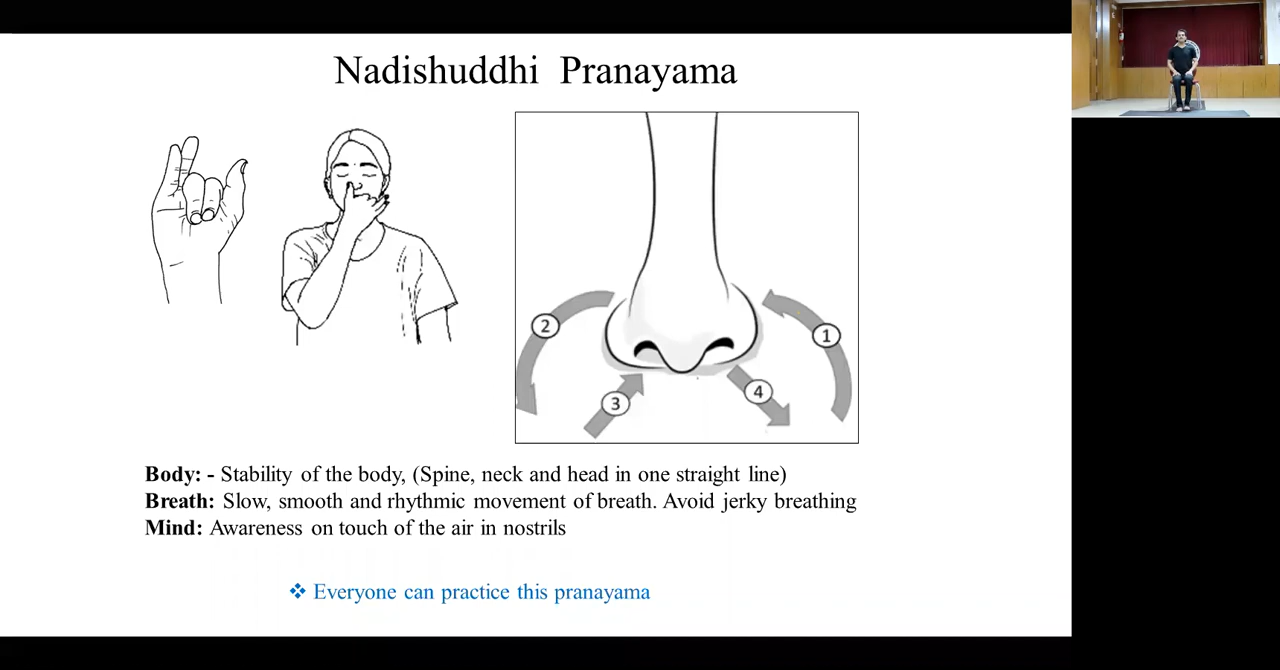 Nadishuddhi Pranayama
2
1
3
4
Body: - Stability of the body, (Spine, neck and head in one straight line)
Breath: Slow, smooth and rhythmic movement of breath. Avoid jerky breathing
Mind: Awareness on touch of the air in nostrils
❖ Everyone can practice this pranayama